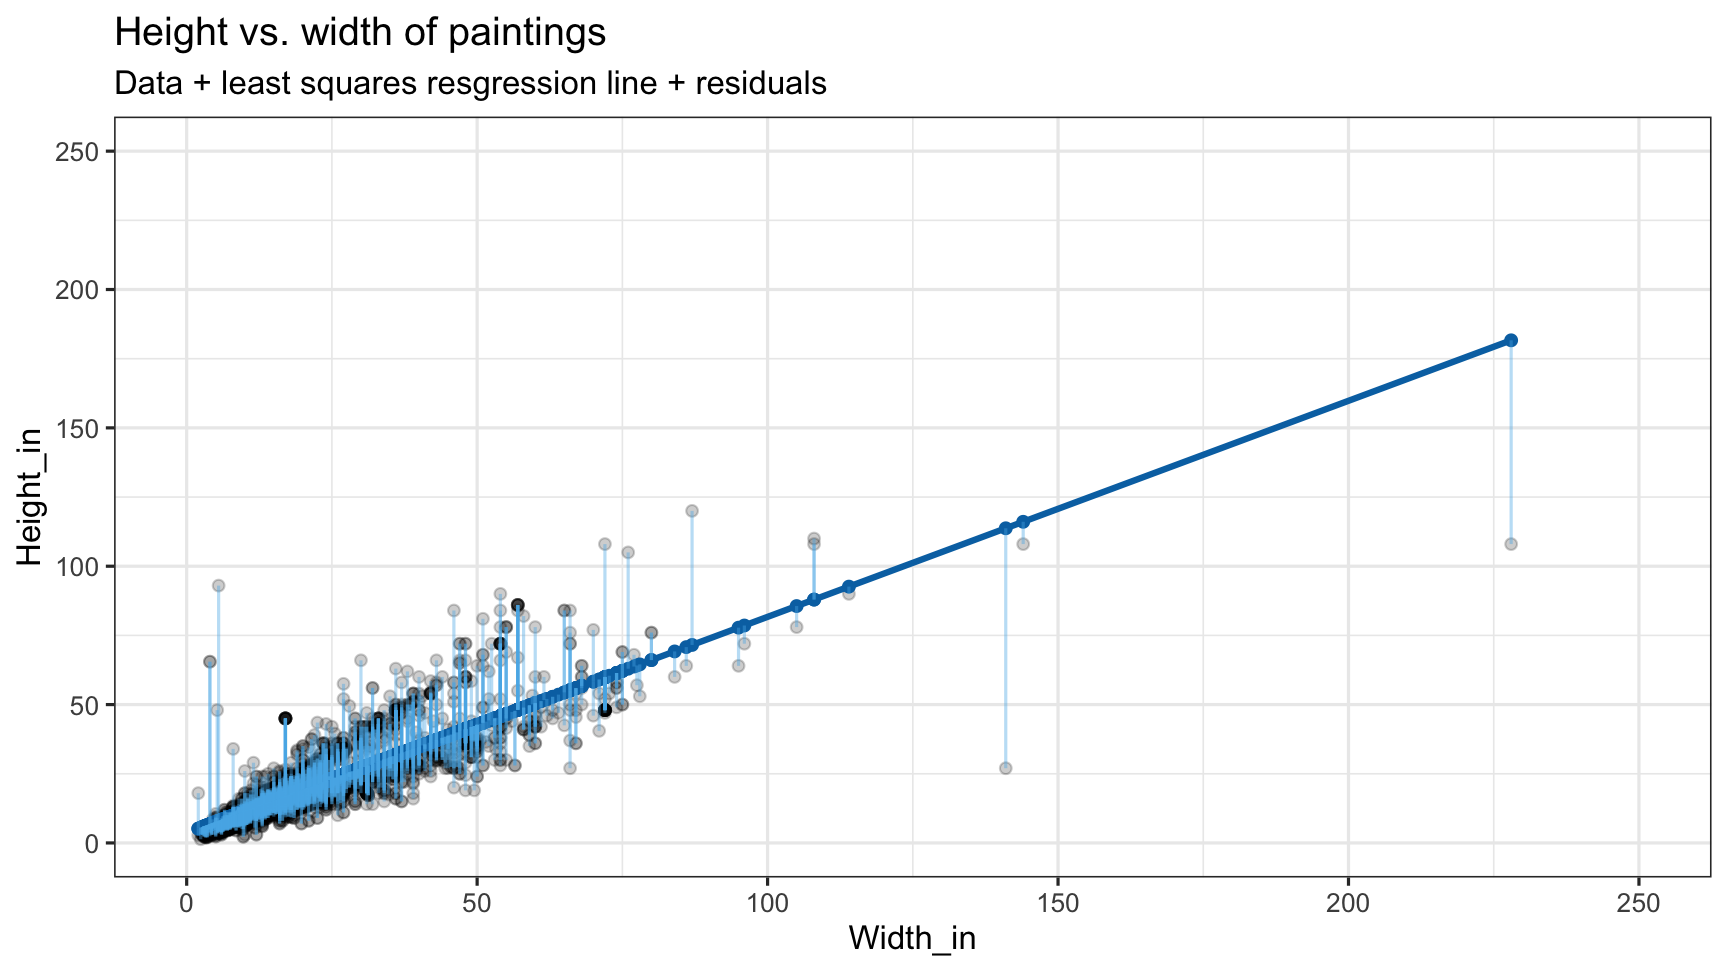 Height vs. width of paintings
Data + least squares resgression line + residuals
250
200
150
100
50
0
Height_in
0 50 100 150 200 250
Width_in